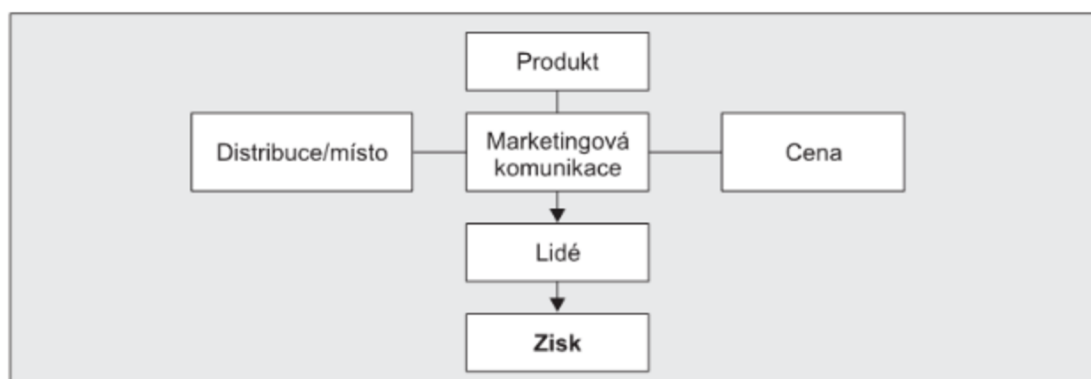 Produkt
Distribuce/místo
Marketingová
komunikace
Cena
Lidé
Zisk